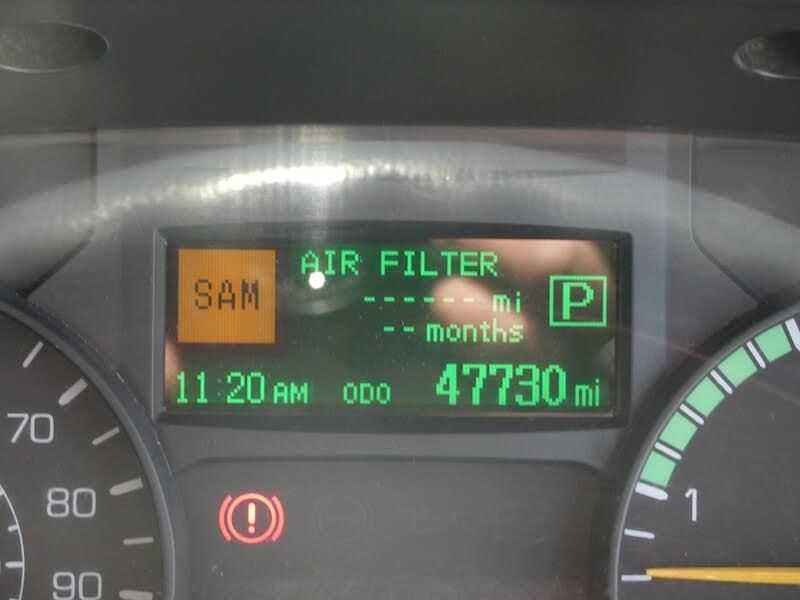 AIR FILTER
SAM
------ mi
P
-- months
11:20 AM ODO 47730 mi
70
80
90
1
!